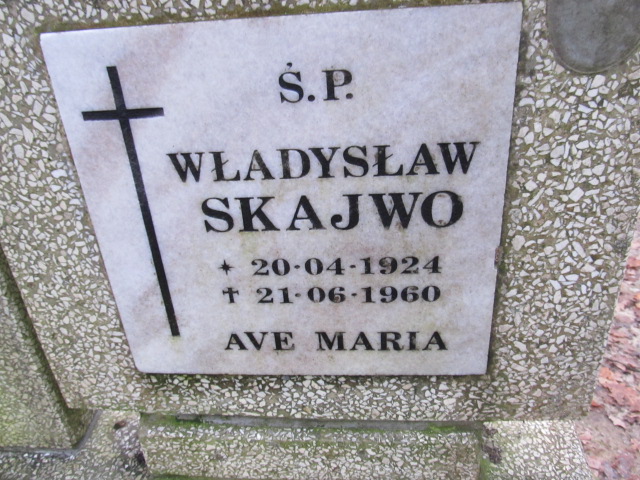 Ś.P.
WŁADYSŁAW
SKAJWO
* 20·04·1924
† 21·06·1960
AVE MARIA